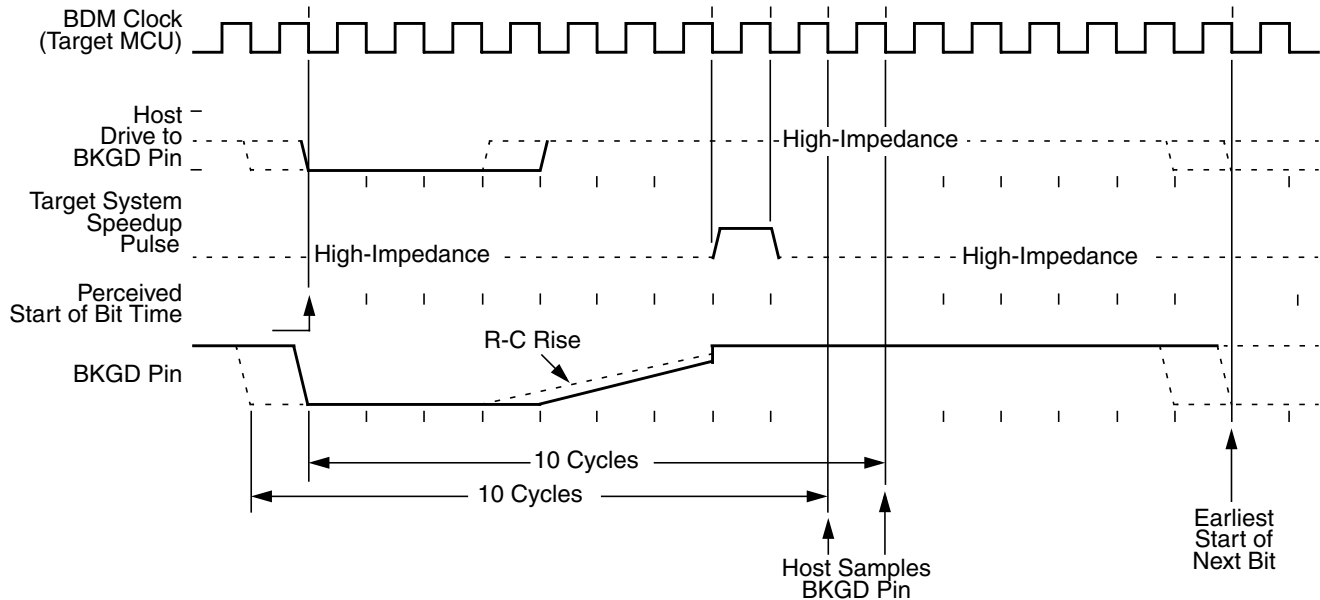 BDM Clock
(Target MCU)
Host
Drive to
BKGD Pin
High-Impedance
Target System
Speedup
Pulse
High-Impedance
High-Impedance
Perceived
Start of Bit Time
R-C Rise
BKGD Pin
10 Cycles
10 Cycles
Host Samples
BKGD Pin
Earliest
Start of
Next Bit